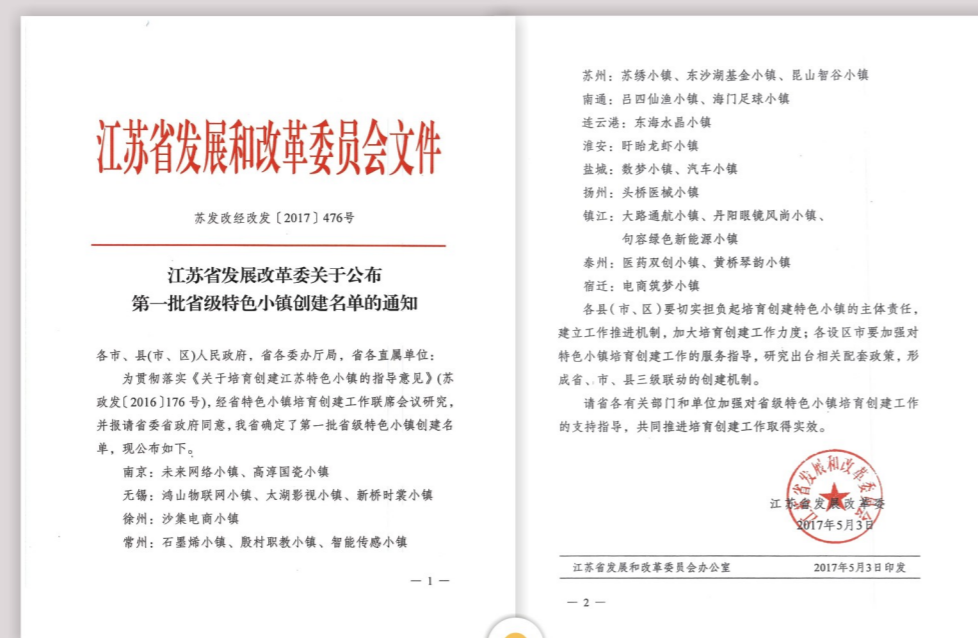 江苏省发展和改革委员会文件
苏发改经改发〔2017〕476号
江苏省发展改革委关于公布
第一批省级特色小镇创建名单的通知
各市、县(市、区)人民政府，省各委办厅局，省各直属单位：
为贯彻落实《关于培育创建江苏特色小镇的指导意见》(苏
政发〔2016〕176号)，经省特色小镇培育创建工作联席会议研究，
并报请省委省政府同意，我省确定了第一批省级特色小镇创建名
单，现公布如下。
南京：未来网络小镇、高淳国瓷小镇
无锡：鸿山物联网小镇、太湖影视小镇、新桥时裳小镇
徐州：沙集电商小镇
常州：石墨烯小镇、殷村职教小镇、智能传感小镇
— 1 —
苏州：苏绣小镇、东沙湖基金小镇、昆山智谷小镇
南通：吕四仙渔小镇、海门足球小镇
连云港：东海水晶小镇
淮安：盱眙龙虾小镇
盐城：数梦小镇、汽车小镇
扬州：头桥医械小镇
镇江：大路通航小镇、丹阳眼镜风尚小镇、
句容绿色新能源小镇
泰州：医药双创小镇、黄桥琴韵小镇
宿迁：电商筑梦小镇
各县(市、区)要切实担负起培育创建特色小镇的主体责任，
建立工作推进机制，加大培育创建工作力度；各设区市要加强对
特色小镇培育创建工作的服务指导，研究出台相关配套政策，形
成省、市、县三级联动的创建机制。
请省各有关部门和单位加强对省级特色小镇培育创建工作
的支持指导，共同推进培育创建工作取得实效。
江苏省发展和改革委员会
江苏省发展改革委
2017年5月3日
江苏省发展和改革委员会办公室 2017年5月3日印发
— 2 —